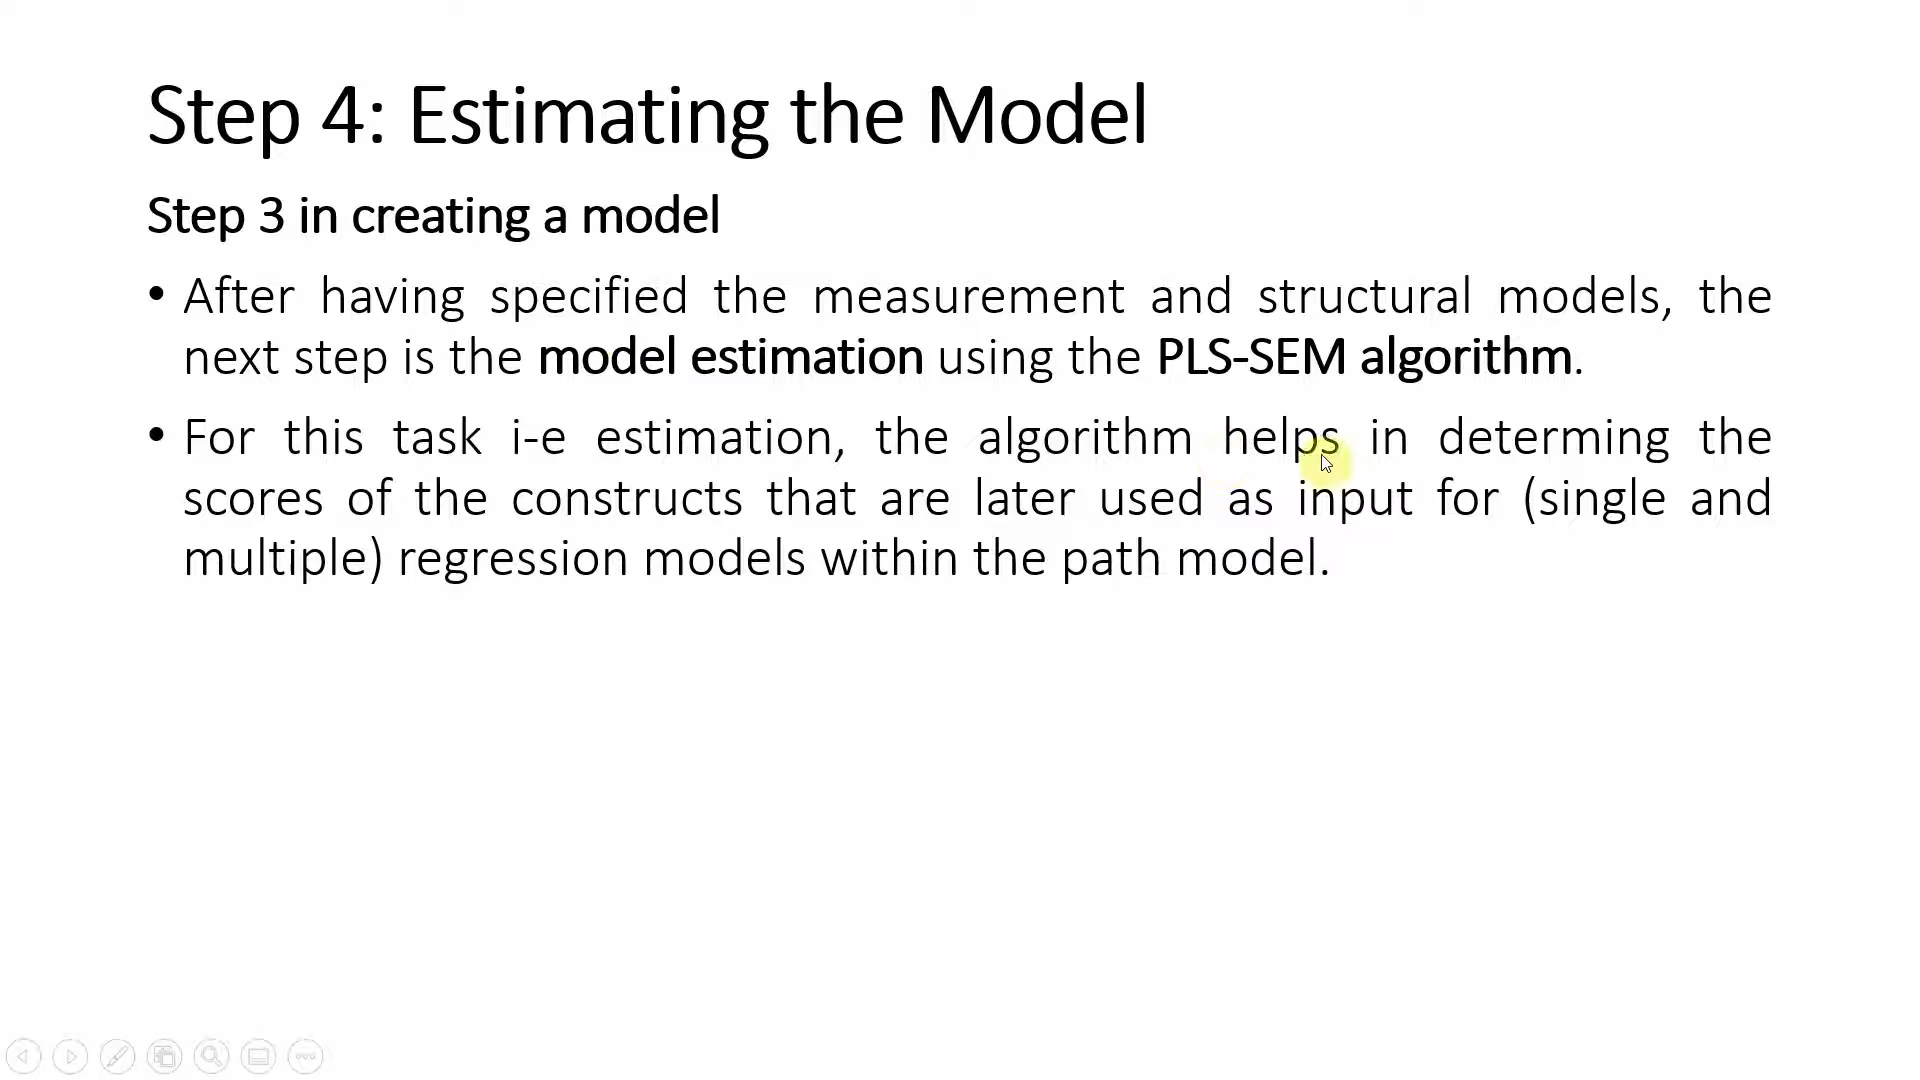 Step 4: Estimating the Model
Step 3 in creating a model
• After having specified the measurement and structural models, the
next step is the model estimation using the PLS-SEM algorithm.
• For this task i-e estimation, the algorithm helps in determing the
scores of the constructs that are later used as input for (single and
multiple) regression models within the path model.